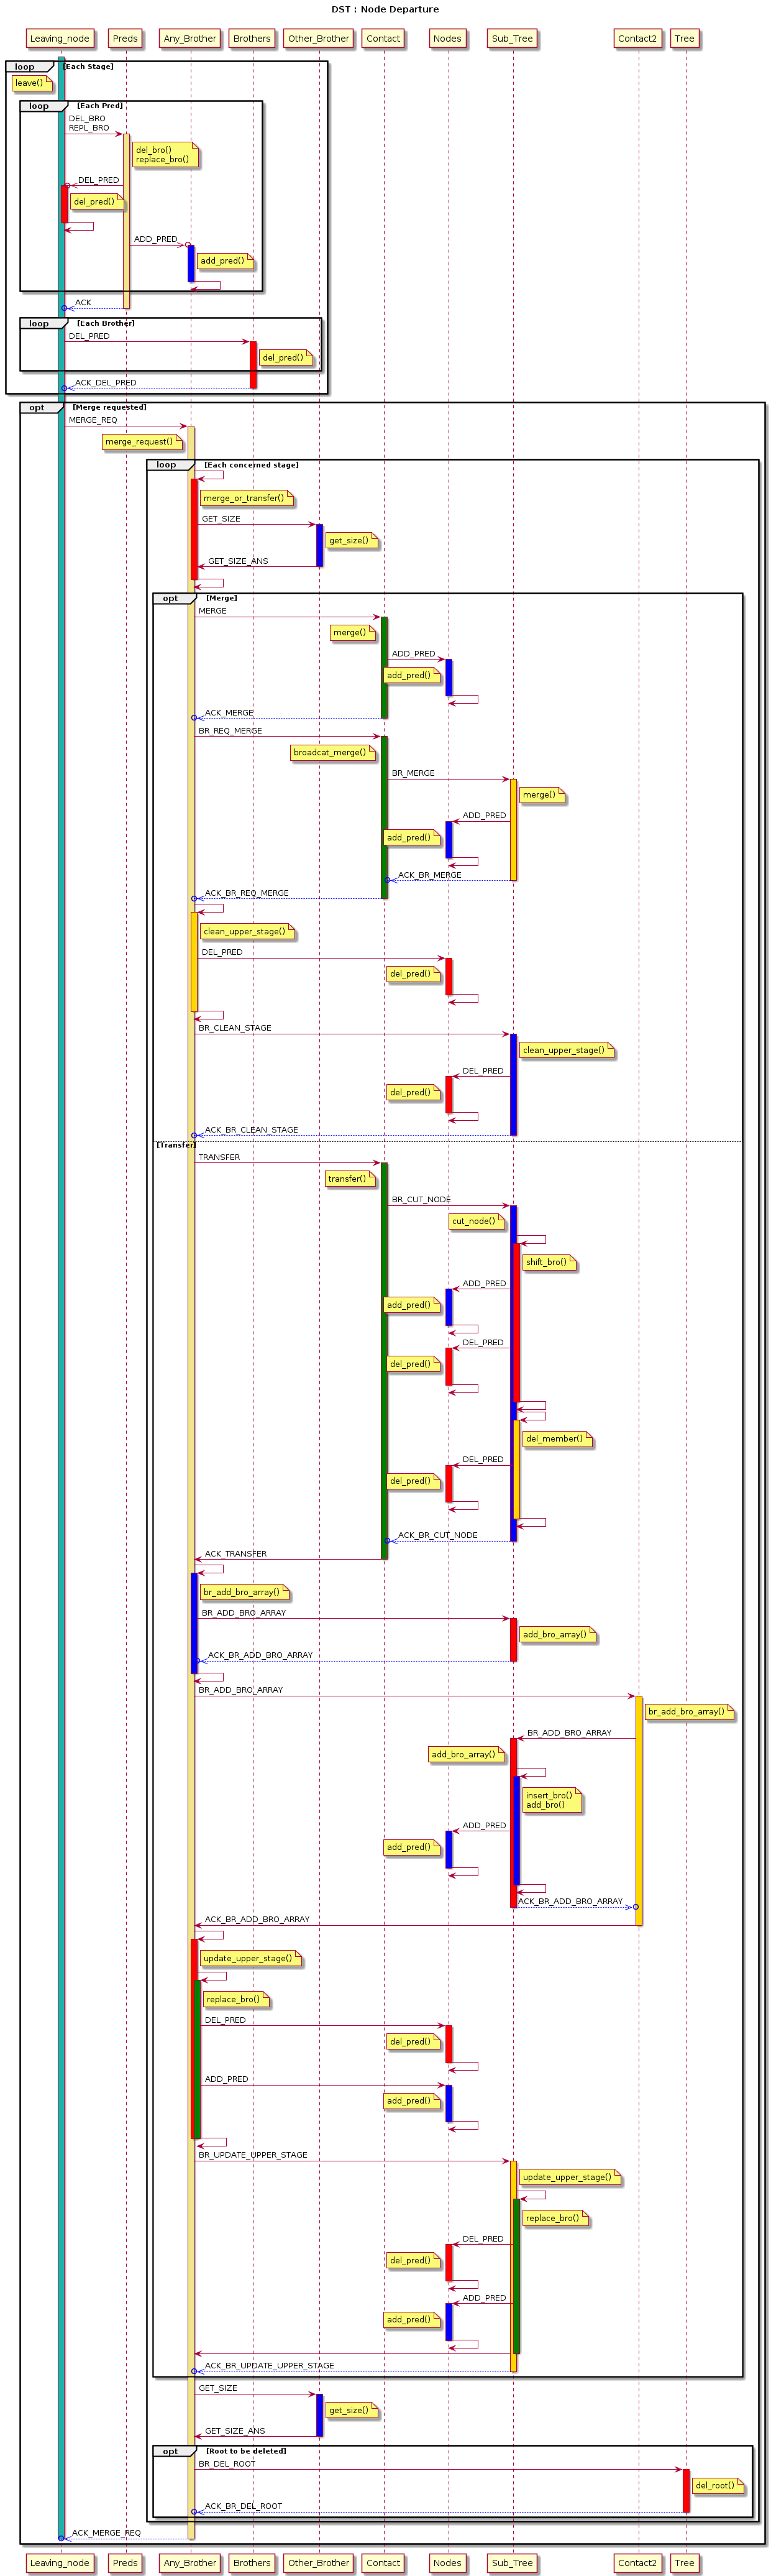 DST : Node Departure
Leaving_node Preds Any_Brother Brothers Other_Brother Contact Nodes Sub_Tree Contact2 Tree
loop [Each Stage]
leave()
loop [Each Pred]
DEL_BRO
REPL_BRO
del_bro()
replace_bro()
DEL_PRED
del_pred()
ADD_PRED
add_pred()
ACK
loop [Each Brother]
DEL_PRED
del_pred()
ACK_DEL_PRED
opt [Merge requested]
MERGE_REQ
merge_request()
loop [Each concerned stage]
merge_or_transfer()
GET_SIZE
get_size()
GET_SIZE_ANS
opt [Merge]
MERGE
merge()
ADD_PRED
add_pred()
ACK_MERGE
BR_REQ_MERGE
broadcat_merge()
BR_MERGE
merge()
ADD_PRED
add_pred()
ACK_BR_MERGE
ACK_BR_REQ_MERGE
clean_upper_stage()
DEL_PRED
del_pred()
BR_CLEAN_STAGE
clean_upper_stage()
DEL_PRED
del_pred()
ACK_BR_CLEAN_STAGE
[Transfer]
TRANSFER
transfer()
BR_CUT_NODE
cut_node()
shift_bro()
ADD_PRED
add_pred()
DEL_PRED
del_pred()
del_member()
DEL_PRED
del_pred()
ACK_BR_CUT_NODE
ACK_TRANSFER
br_add_bro_array()
BR_ADD_BRO_ARRAY
add_bro_array()
ACK_BR_ADD_BRO_ARRAY
BR_ADD_BRO_ARRAY
br_add_bro_array()
BR_ADD_BRO_ARRAY
add_bro_array()
insert_bro()
add_bro()
ADD_PRED
add_pred()
ACK_BR_ADD_BRO_ARRAY
ACK_BR_ADD_BRO_ARRAY
update_upper_stage()
replace_bro()
DEL_PRED
del_pred()
ADD_PRED
add_pred()
BR_UPDATE_UPPER_STAGE
update_upper_stage()
replace_bro()
DEL_PRED
del_pred()
ADD_PRED
add_pred()
ACK_BR_UPDATE_UPPER_STAGE
GET_SIZE
get_size()
GET_SIZE_ANS
opt [Root to be deleted]
BR_DEL_ROOT
del_root()
ACK_BR_DEL_ROOT
ACK_MERGE_REQ
Leaving_node Preds Any_Brother Brothers Other_Brother Contact Nodes Sub_Tree Contact2 Tree